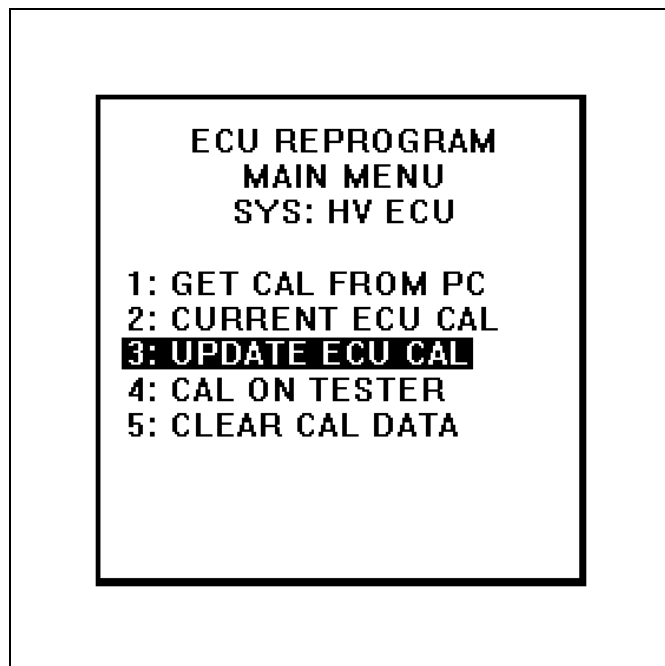 ECU REPROGRAM
MAIN MENU
SYS: HV ECU
1: GET CAL FROM PC
2: CURRENT ECU CAL
3: UPDATE ECU CAL
4: CAL ON TESTER
5: CLEAR CAL DATA